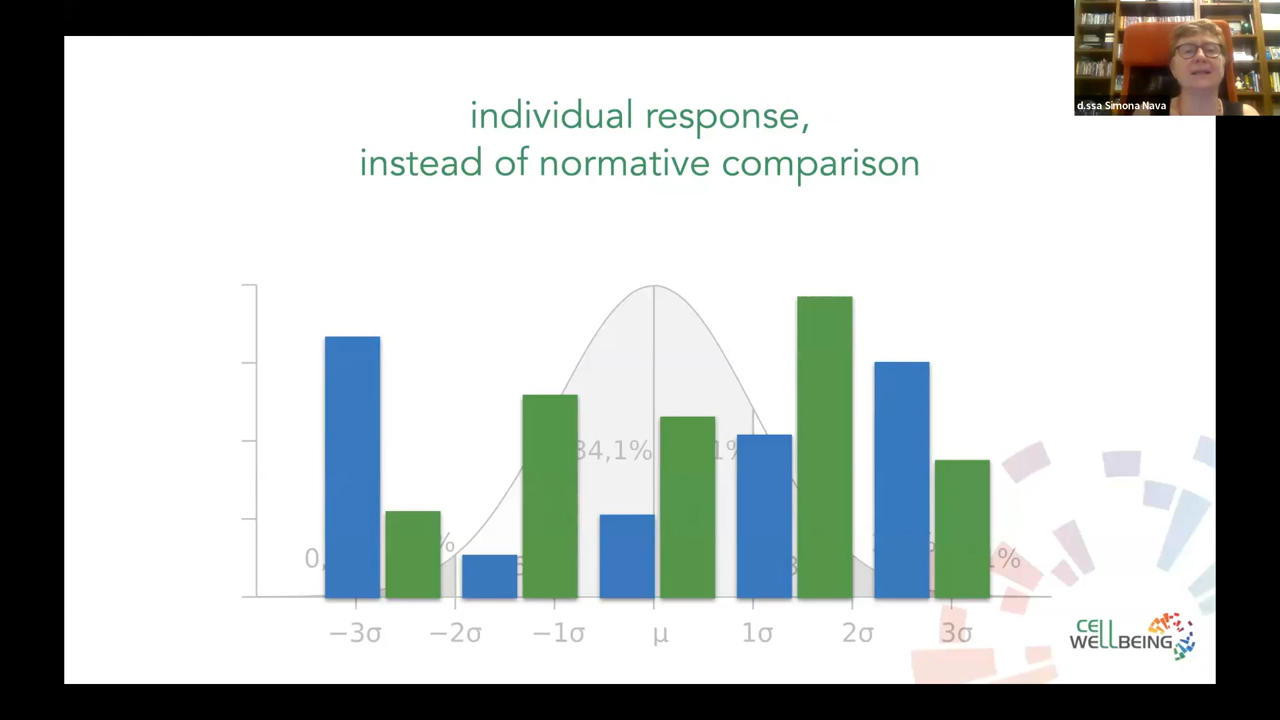 d.ssa Simona Nava
individual response,
instead of normative comparison
34,1%
−3σ −2σ −1σ µ 1σ 2σ 3σ
CELL
WELLBEING